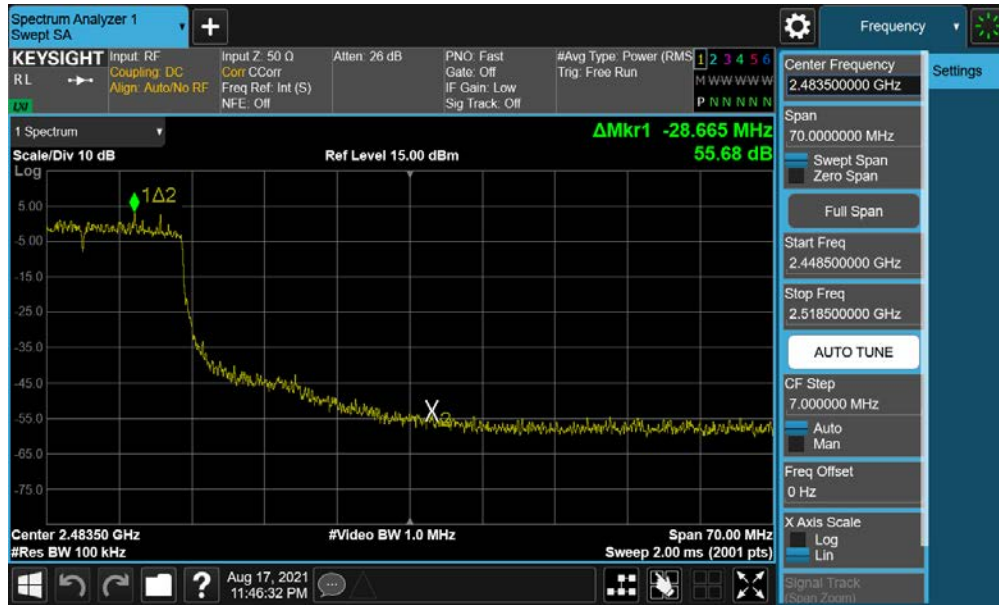 Spectrum Analyzer 1
Swept SA
+
Frequency
KEYSIGHT
RL
LXI
Input: RF
Coupling: DC
Align: Auto/No RF
Input Z: 50 Ω
Corr CCorr
Freq Ref: Int (S)
NFE: Off
Atten: 26 dB
PNO: Fast
Gate: Off
IF Gain: Low
Sig Track: Off
#Avg Type: Power (RMS
Trig: Free Run
1 2 3 4 5 6
M W W W W W
P N N N N N
1 Spectrum
Scale/Div 10 dB
Log
Ref Level 15.00 dBm
ΔMkr1 -28.665 MHz
55.68 dB
1Δ2
5.00
-5.00
-15.0
-25.0
-35.0
-45.0
-55.0
-65.0
-75.0
X2
Center 2.48350 GHz
#Video BW 1.0 MHz
Span 70.00 MHz
#Res BW 100 kHz
Sweep 2.00 ms (2001 pts)
?
Aug 17, 2021
11:46:32 PM
Center Frequency
2.483500000 GHz
Settings
Span
70.0000000 MHz
Swept Span
Zero Span
Full Span
Start Freq
2.448500000 GHz
Stop Freq
2.518500000 GHz
AUTO TUNE
CF Step
7.000000 MHz
Auto
Man
Freq Offset
0 Hz
X Axis Scale
Log
Lin
Signal Track
(Span Zoom)